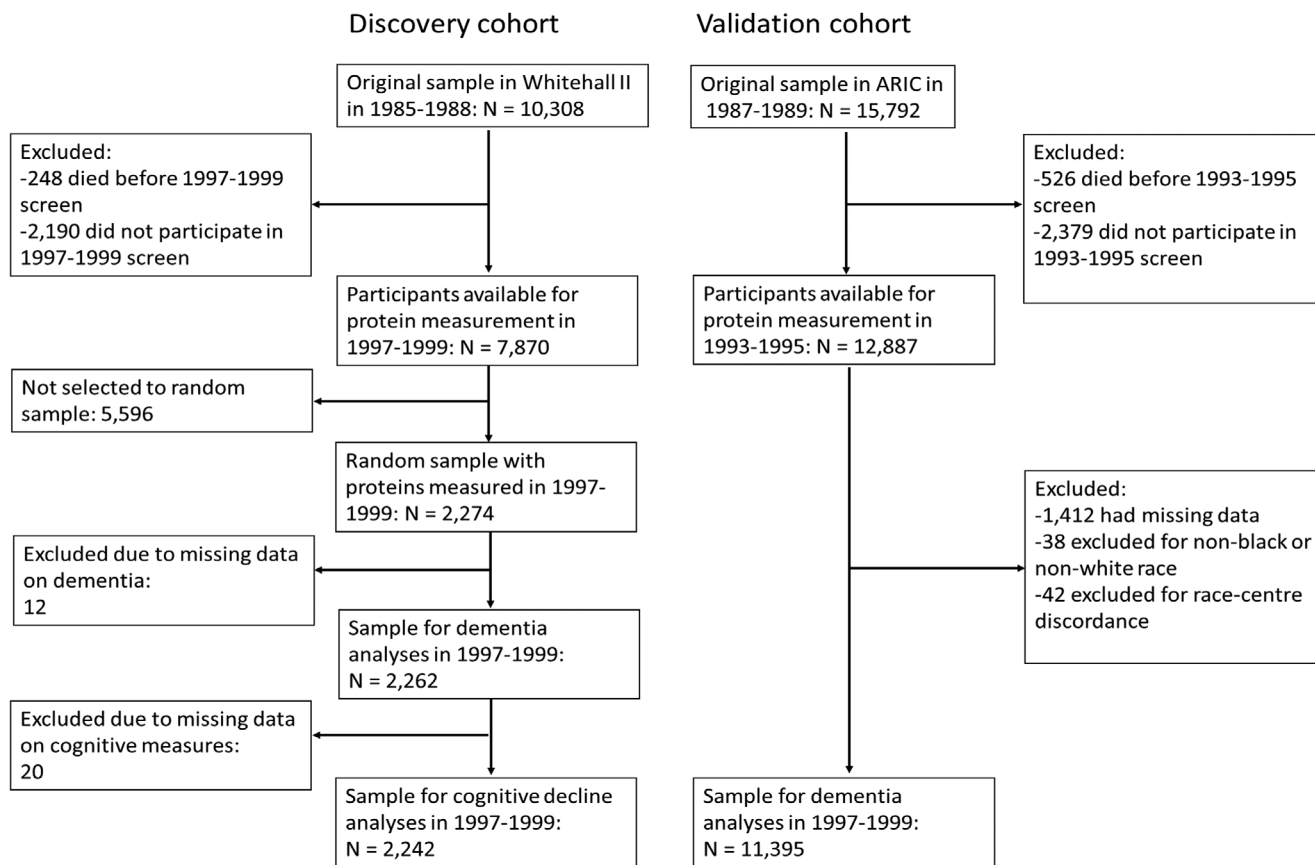 Discovery cohort
Validation cohort
Original sample in Whitehall II
in 1985-1988: N = 10,308
Original sample in ARIC in
1987-1989: N = 15,792
Excluded:
-248 died before 1997-1999
screen
-2,190 did not participate in
1997-1999 screen
Excluded:
-526 died before 1993-1995
screen
-2,379 did not participate in
1993-1995 screen
Participants available for
protein measurement in
1997-1999: N = 7,870
Participants available for
protein measurement in
1993-1995: N = 12,887
Not selected to random
sample: 5,596
Random sample with
proteins measured in 1997-
1999: N = 2,274
Excluded:
-1,412 had missing data
-38 excluded for non-black or
non-white race
-42 excluded for race-centre
discordance
Excluded due to missing data
on dementia:
12
Sample for dementia
analyses in 1997-1999:
N = 2,262
Excluded due to missing data
on cognitive measures:
20
Sample for cognitive decline
analyses in 1997-1999:
N = 2,242
Sample for dementia
analyses in 1997-1999:
N = 11,395